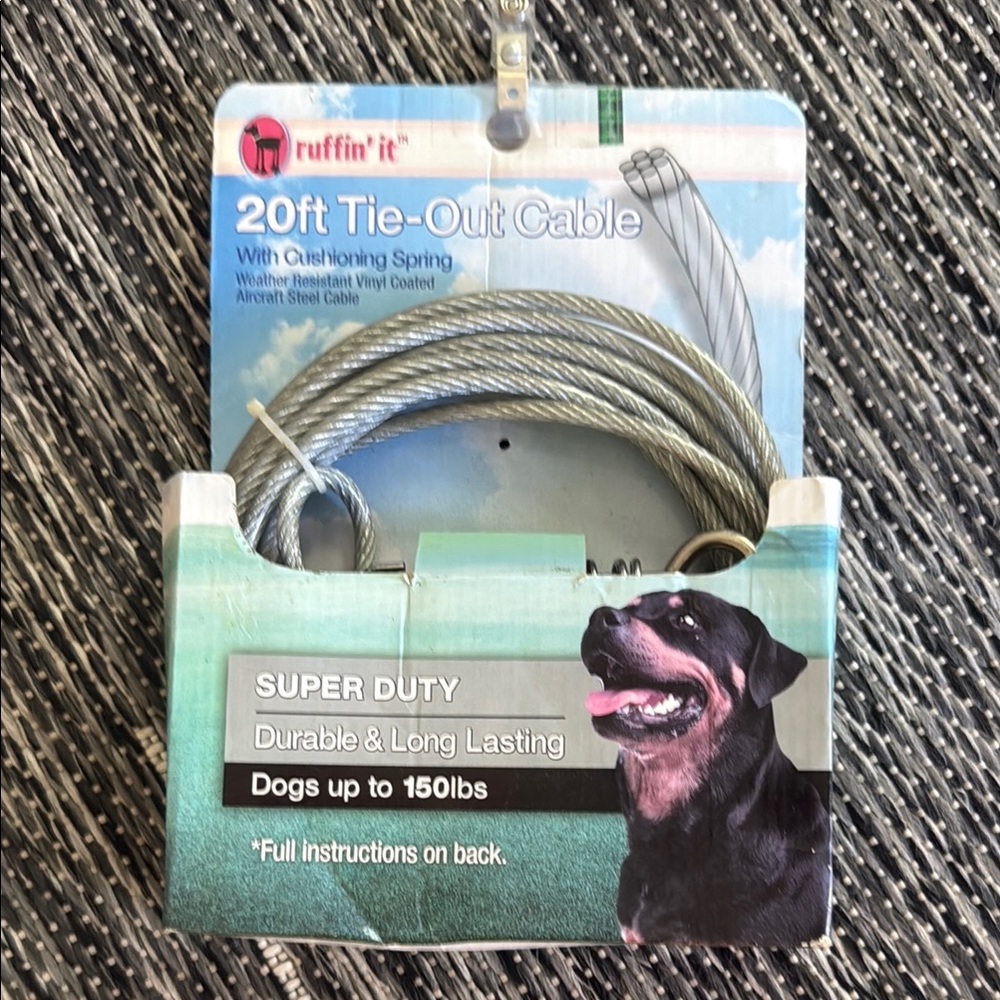 ruffin' it™
20ft Tie-Out Cable
With Cushioning Spring
Weather Resistant Vinyl Coated
Aircraft Steel Cable
SUPER DUTY
Durable & Long Lasting
Dogs up to 150lbs
*Full instructions on back.